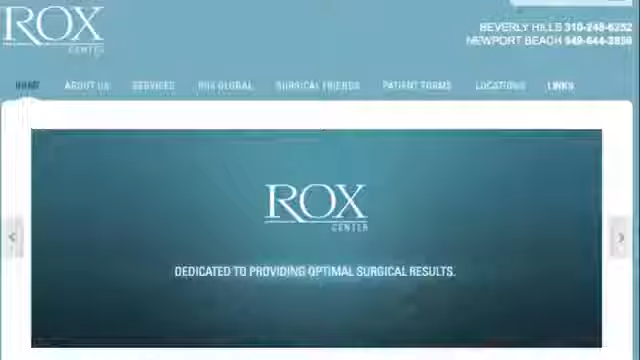 ROX
CENTER
BEVERLY HILLS 310-248-6252
NEWPORT BEACH 949-644-2856
HOME ABOUT US SERVICES ROX GLOBAL SURGICAL FRIENDS PATIENT FORMS LOCATIONS LINKS
ROX
CENTER
DEDICATED TO PROVIDING OPTIMAL SURGICAL RESULTS.